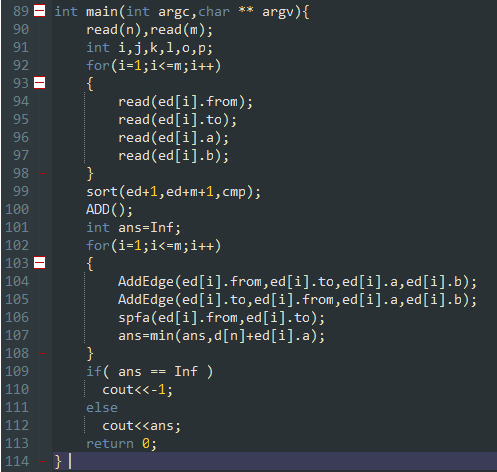 89 int main(int argc,char ** argv){
90 read(n),read(m);
91 int i,j,k,l,o,p;
92 for(i=1;i<=m;i++)
93 {
94 read(ed[i].from);
95 read(ed[i].to);
96 read(ed[i].a);
97 read(ed[i].b);
98 }
99 sort(ed+1,ed+m+1,cmp);
100 ADD();
101 int ans=Inf;
102 for(i=1;i<=m;i++)
103 {
104 AddEdge(ed[i].from,ed[i].to,ed[i].a,ed[i].b);
105 AddEdge(ed[i].to,ed[i].from,ed[i].a,ed[i].b);
106 spfa(ed[i].from,ed[i].to);
107 ans=min(ans,d[n]+ed[i].a);
108 }
109 if( ans == Inf )
110 cout<<-1;
111 else
112 cout<<ans;
113 return 0;
114 }